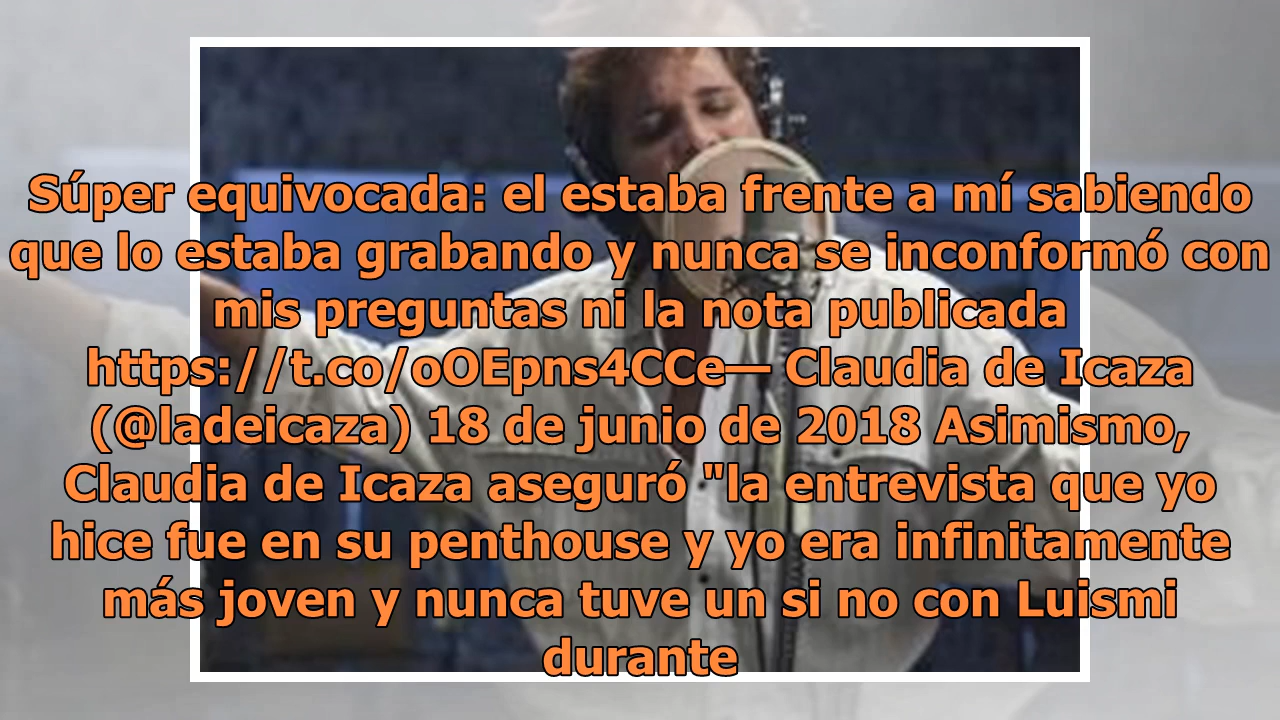 Súper equivocada: el estaba frente a mí sabiendo
que lo estaba grabando y nunca se inconformó con
mis preguntas ni la nota publicada
https://t.co/oOEpns4CCe— Claudia de Icaza
(@ladeicaza) 18 de junio de 2018 Asimismo,
Claudia de Icaza aseguró "la entrevista que yo
hice fue en su penthouse y yo era infinitamente
más joven y nunca tuve un si no con Luismi
durante